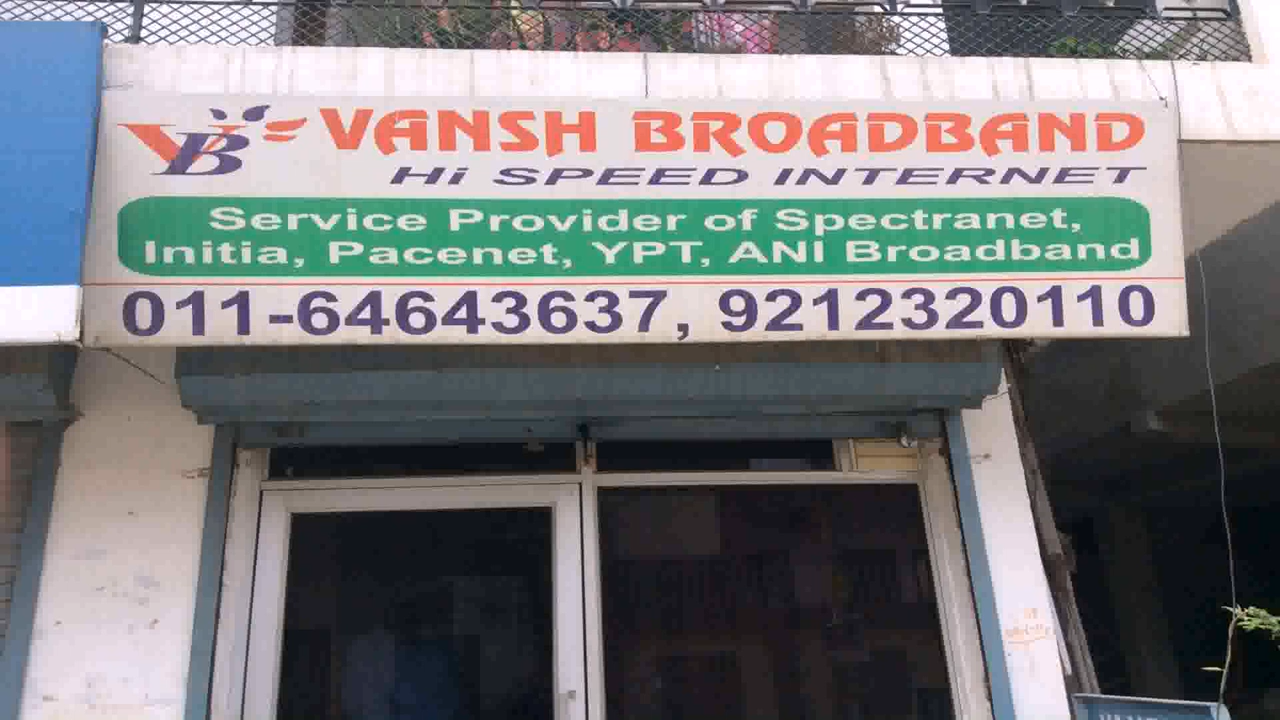 VB VANSH BROADBAND
Hi SPEED INTERNET
Service Provider of Spectranet,
Initia, Pacenet, YPT, ANI Broadband
011-64643637, 9212320110